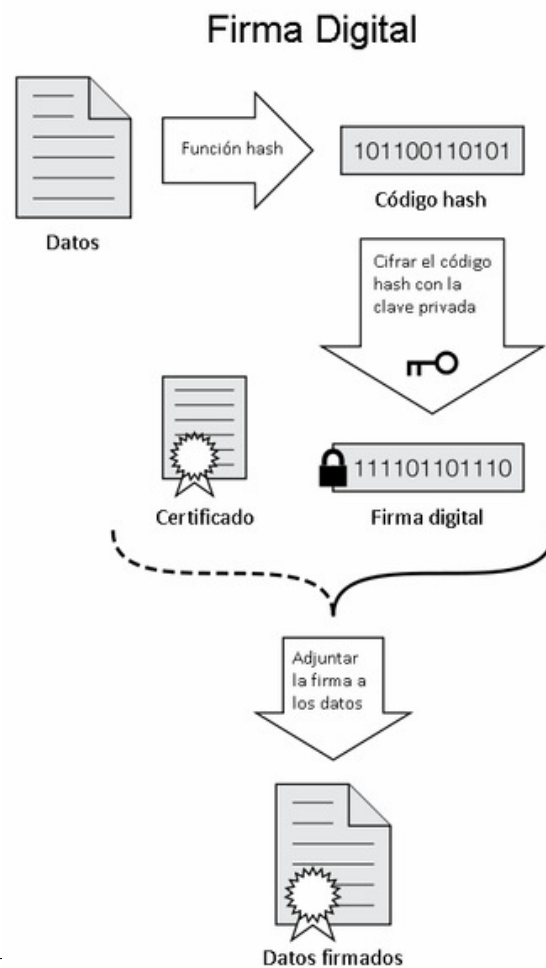 Firma Digital
Función hash
101100110101
Código hash
Datos
Cifrar el código
hash con la
clave privada
111101101110
Certificado
Firma digital
Adjuntar
la firma a
los datos
Datos firmados